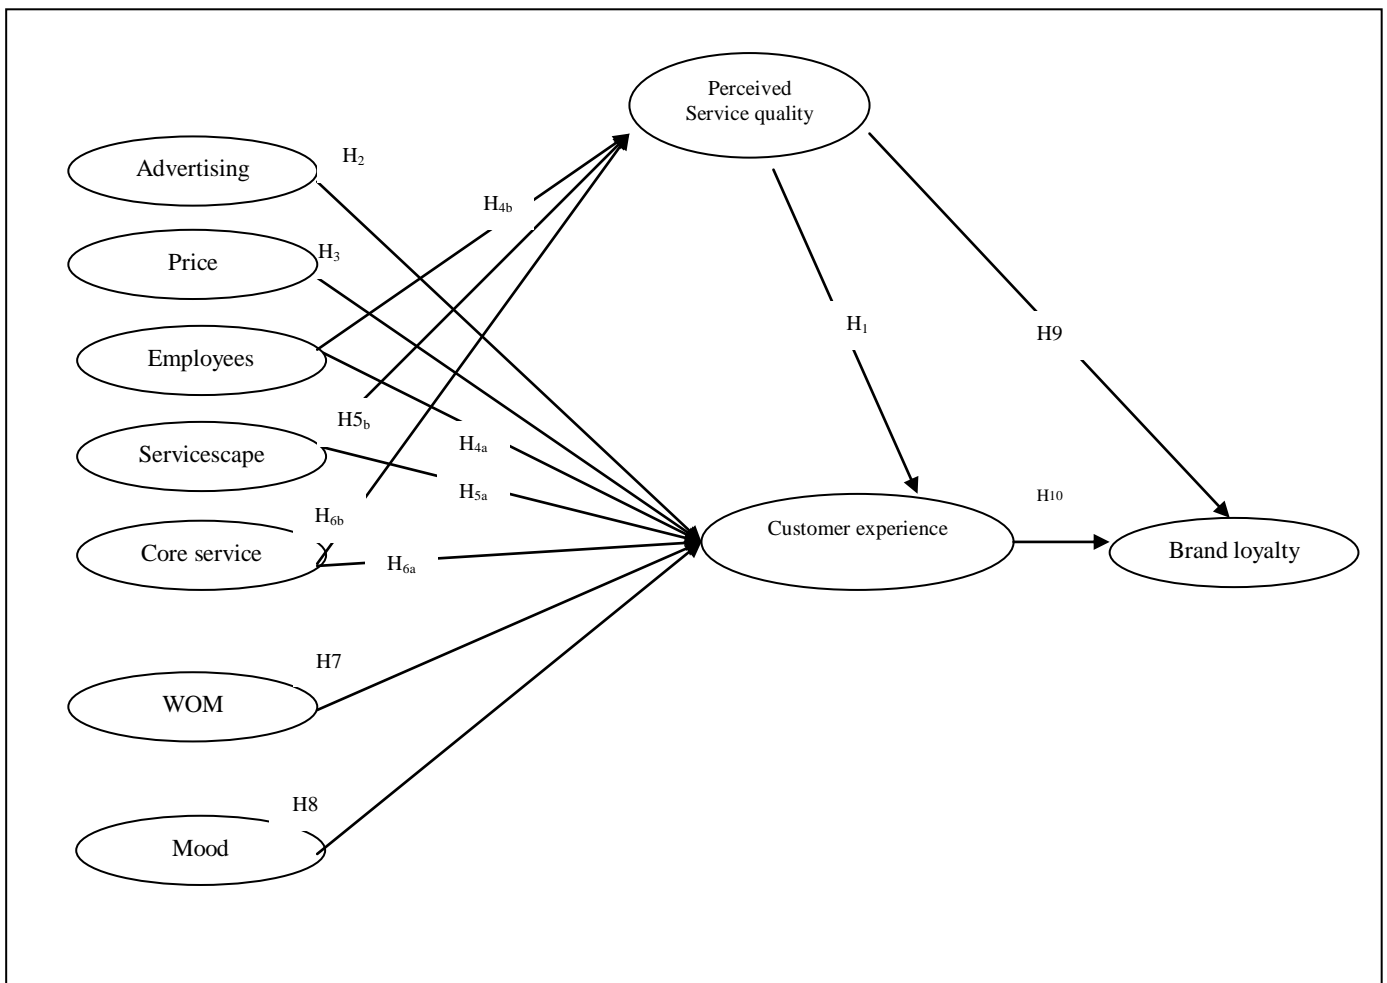 Perceived
Service quality
Advertising
H₂
H₄b
Price
H₃
H₁
H9
Employees
H5b
H₄a
Servicescape
H₅a
H₆b
Core service
H₆a
Customer experience
H10
Brand loyalty
H7
WOM
H8
Mood